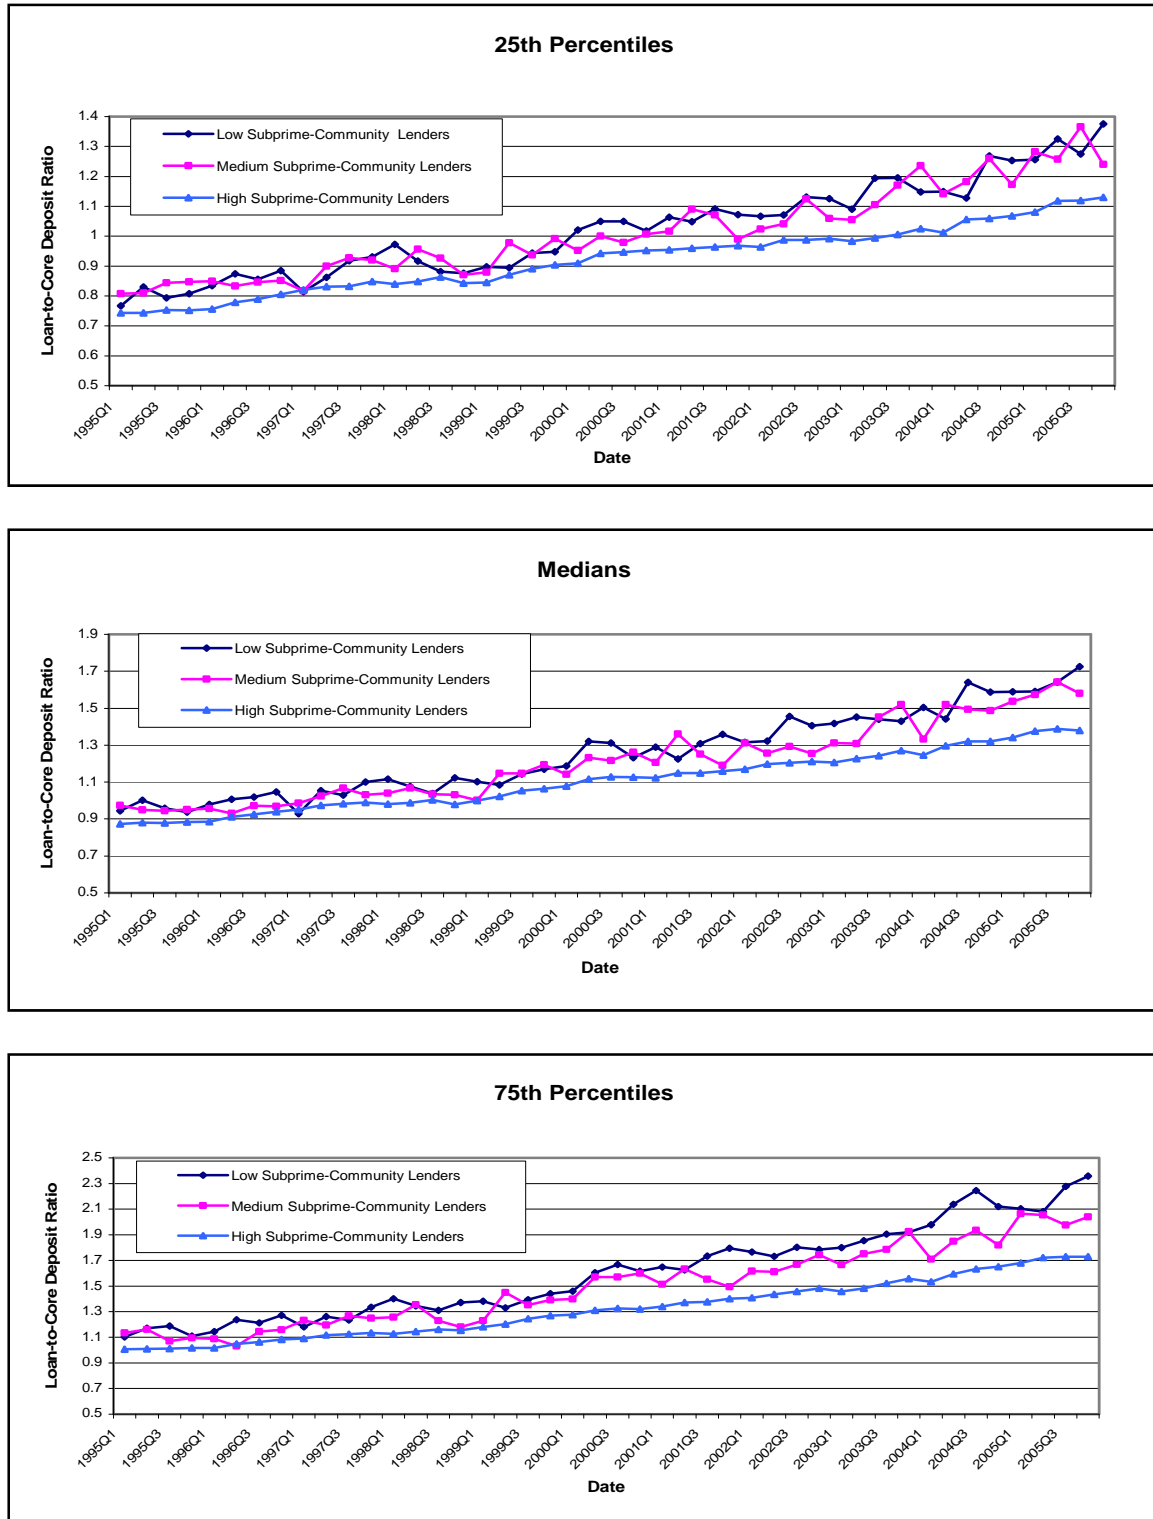 25th Percentiles
1.4
1.3
1.2
1.1
1
0.9
0.8
0.7
0.6
0.5
Loan-to-Core Deposit Ratio
Low Subprime-Community Lenders
Medium Subprime-Community Lenders
High Subprime-Community Lenders
1995Q1
1995Q3
1996Q1
1996Q3
1997Q1
1997Q3
1998Q1
1998Q3
1999Q1
1999Q3
2000Q1
2000Q3
2001Q1
2001Q3
2002Q1
2002Q3
2003Q1
2003Q3
2004Q1
2004Q3
2005Q1
2005Q3
Date
Medians
1.9
1.7
1.5
1.3
1.1
0.9
0.7
0.5
Loan-to-Core Deposit Ratio
Low Subprime-Community Lenders
Medium Subprime-Community Lenders
High Subprime-Community Lenders
1995Q1
1995Q3
1996Q1
1996Q3
1997Q1
1997Q3
1998Q1
1998Q3
1999Q1
1999Q3
2000Q1
2000Q3
2001Q1
2001Q3
2002Q1
2002Q3
2003Q1
2003Q3
2004Q1
2004Q3
2005Q1
2005Q3
Date
75th Percentiles
2.5
2.3
2.1
1.9
1.7
1.5
1.3
1.1
0.9
0.7
0.5
Loan-to-Core Deposit Ratio
Low Subprime-Community Lenders
Medium Subprime-Community Lenders
High Subprime-Community Lenders
1995Q1
1995Q3
1996Q1
1996Q3
1997Q1
1997Q3
1998Q1
1998Q3
1999Q1
1999Q3
2000Q1
2000Q3
2001Q1
2001Q3
2002Q1
2002Q3
2003Q1
2003Q3
2004Q1
2004Q3
2005Q1
2005Q3
Date